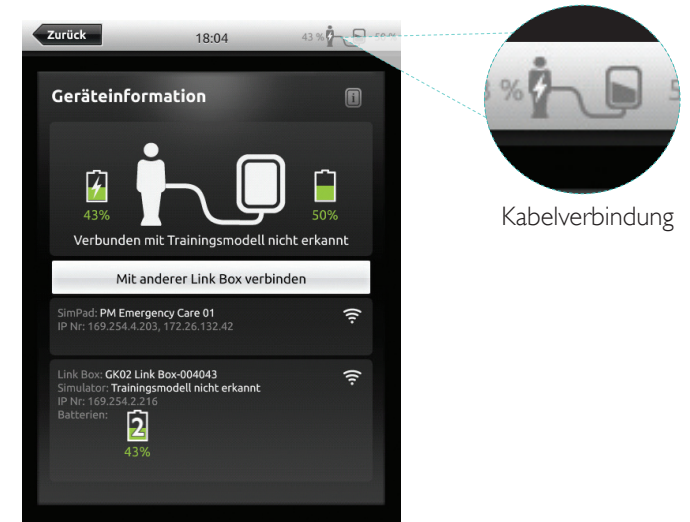 Zurück
18:04
43 %
50 %
%
5
Geräteinformation
i
43%
50%
Verbunden mit Trainingsmodell nicht erkannt
Mit anderer Link Box verbinden
SimPad: PM Emergency Care 01
IP Nr: 169.254.4.203, 172.26.132.42
Link Box: GK02 Link Box-004043
Simulator: Trainingsmodell nicht erkannt
IP Nr: 169.254.2.216
Batterien:
2
43%
Kabelverbindung